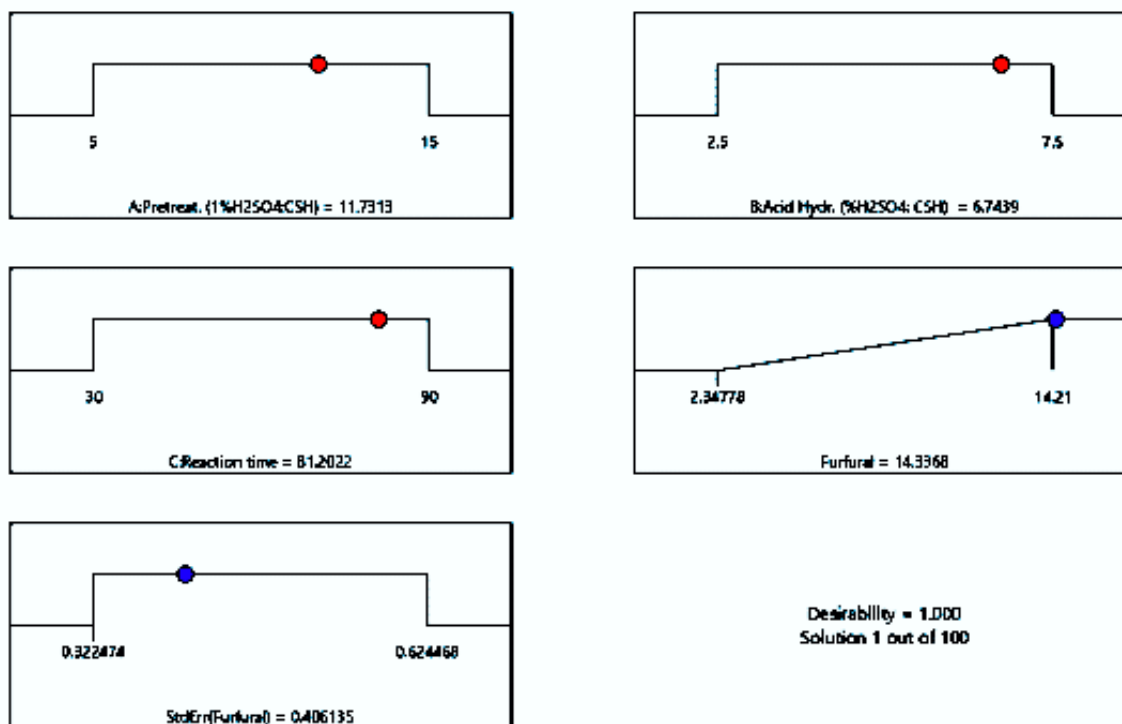 5 15
A:Pretreat. (1%H2SO4:CSH) = 11.7313
2.5 7.5
B:Acid Hydr. (%H2SO4: CSH) = 6.7439
30 90
C:Reaction time = 81.2022
2.34778 14.21
Furfural = 14.3368
0.322474 0.624468
StdErr(Furfural) = 0.406135
Desirability = 1.000
Solution 1 out of 100